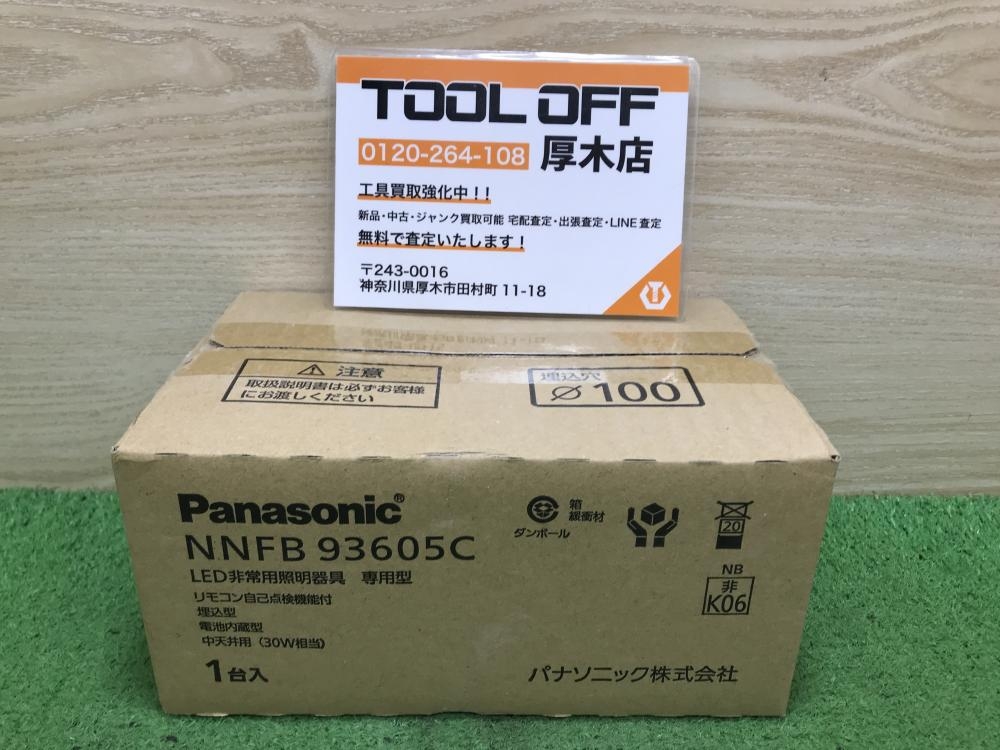 TOOL OFF
0120-264-108 厚木店
工具買取強化中!!
新品・中古・ジャンク買取可能 宅配査定・出張査定・LINE査定
無料で査定いたします!
〒243-0016
神奈川県厚木市田村町 11-18
⚠ 注意
取扱説明書は必ずお客様
にお渡しください
埋込穴
⌀100
Panasonic®
NNFB 93605C
LED非常用照明器具 専用型
リモコン自己点検機能付
埋込型
電池内蔵型
中天井用(30W相当)
1台入
箱
緩衝材
ダンボール
20
NB
非
K06
パナソニック株式会社